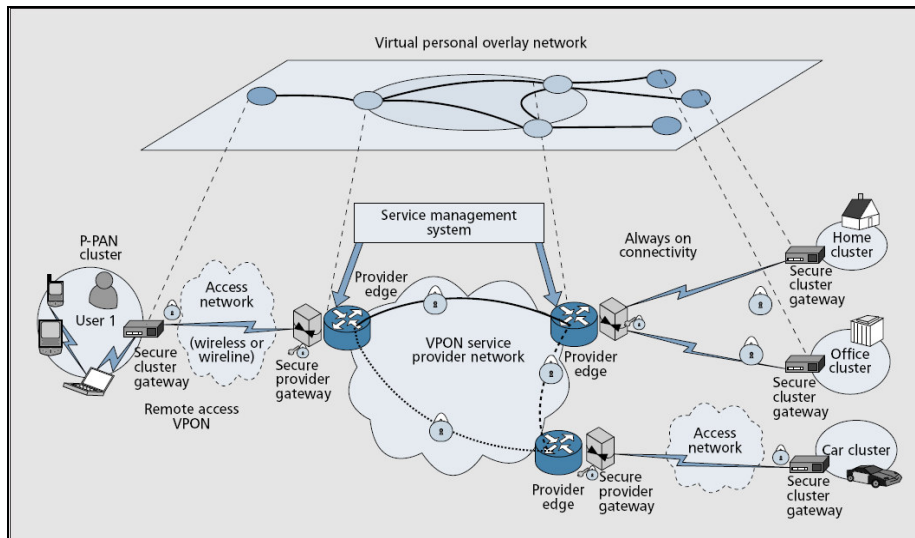 Virtual personal overlay network
Service management
system
P-PAN
cluster
User 1
Secure
cluster
gateway
Remote access
VPON
Access
network
(wireless or
wireline)
Secure
provider
gateway
Provider
edge
VPON service
provider network
Provider
edge
Always on
connectivity
Home
cluster
Secure
cluster
gateway
Office
cluster
Secure
cluster
gateway
Provider
edge
Secure
provider
gateway
Access
network
Car cluster
Secure
cluster
gateway